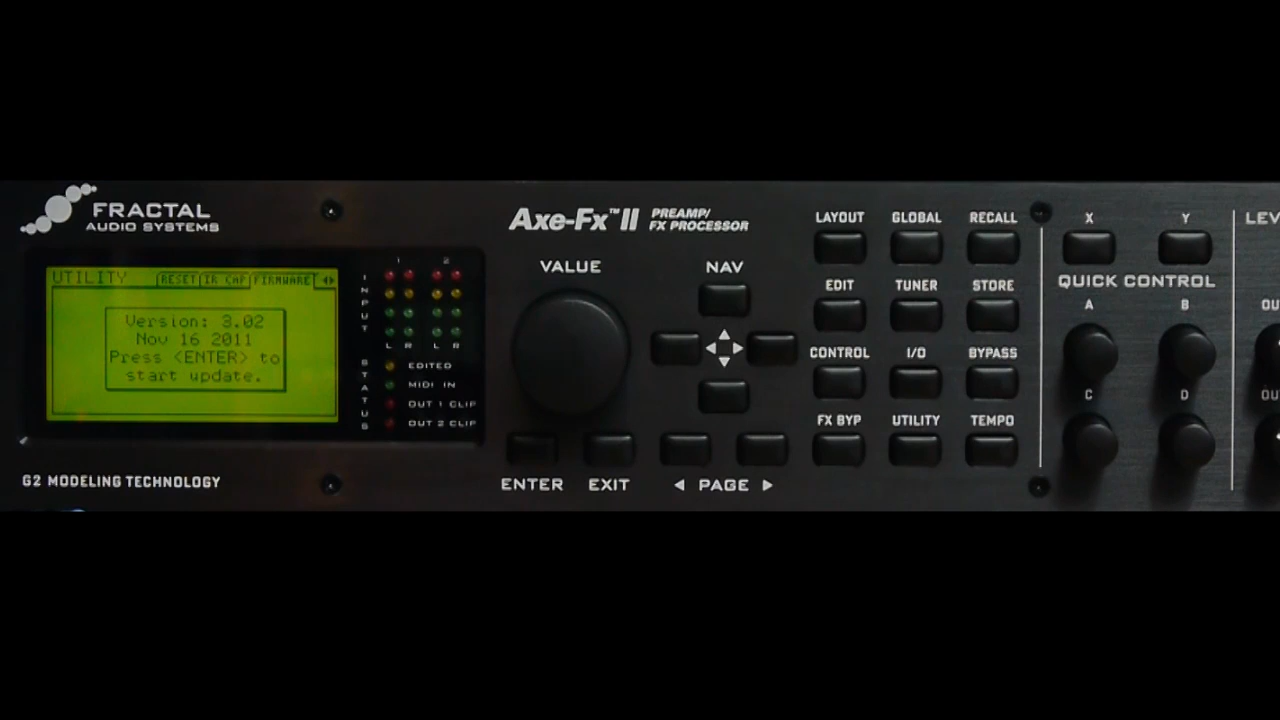 FRACTAL
AUDIO SYSTEMS
UTILITY RESET IR CAP FIRMWARE
Version: 3.02
Nov 16 2011
Press <ENTER> to
start update.
1 2
INPUT
L R L R
STATUS
EDITED
MIDI IN
OUT 1 CLIP
OUT 2 CLIP
G2 MODELING TECHNOLOGY
Axe-Fx™ II PREAMP/
FX PROCESSOR
VALUE
NAV
ENTER EXIT ◀ PAGE ▶
LAYOUT GLOBAL RECALL
EDIT TUNER STORE
CONTROL I/O BYPASS
FX BYP UTILITY TEMPO
X Y
QUICK CONTROL
A B
C D
LEV
OU
OU